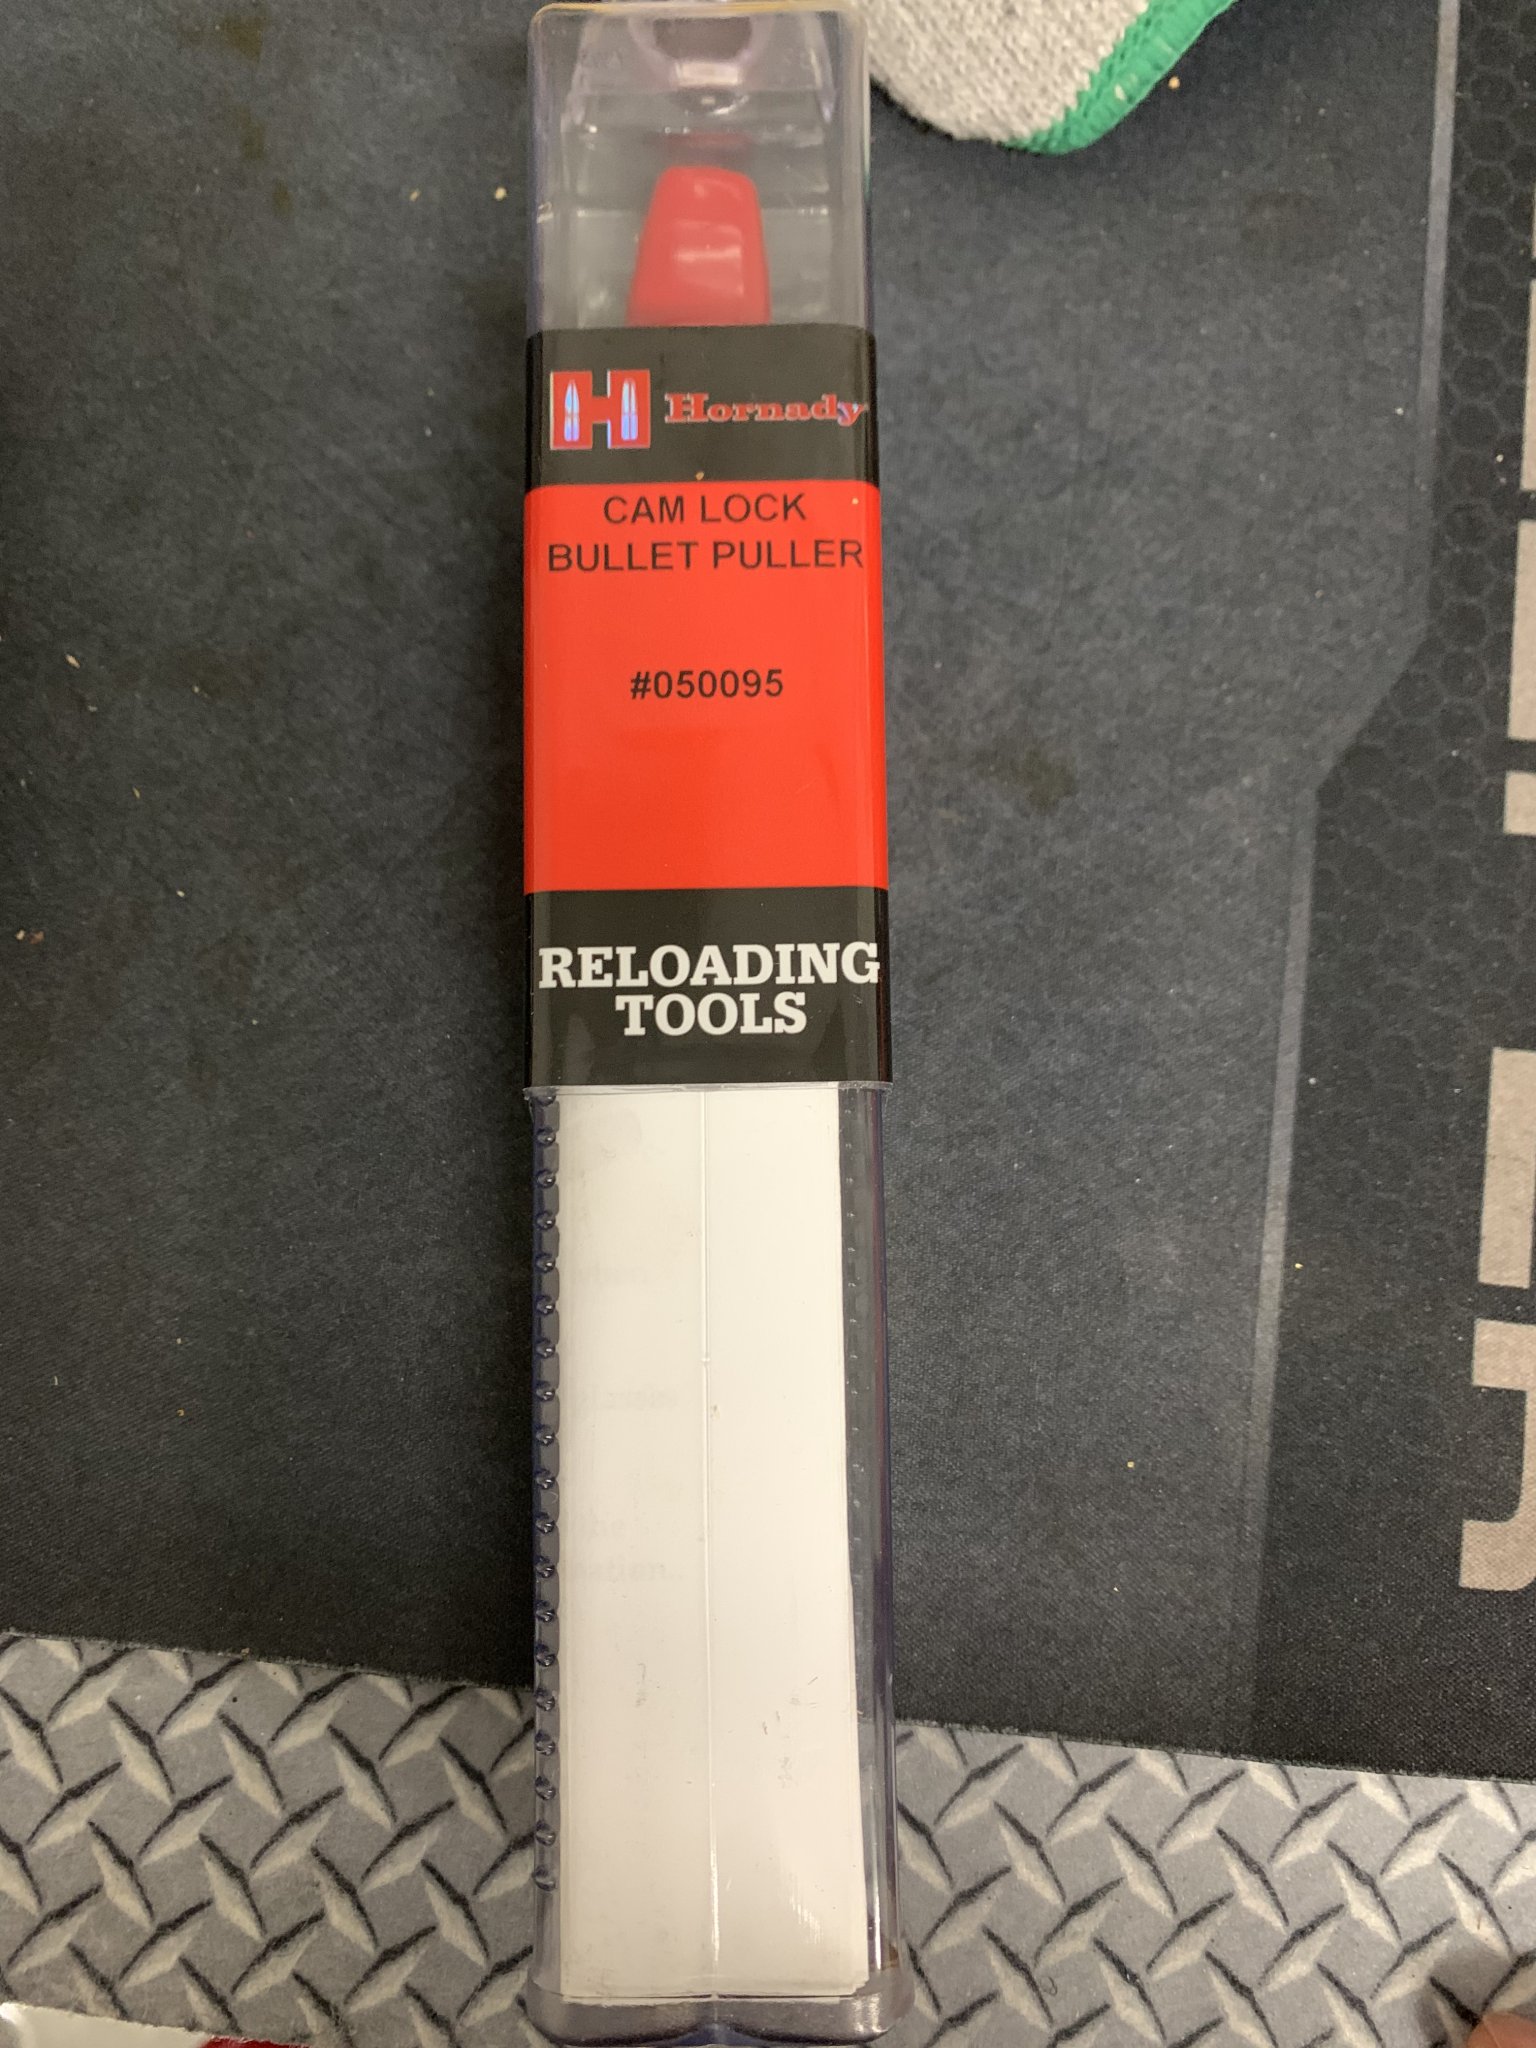 Hornady
CAM LOCK
BULLET PULLER
#050095
RELOADING
TOOLS